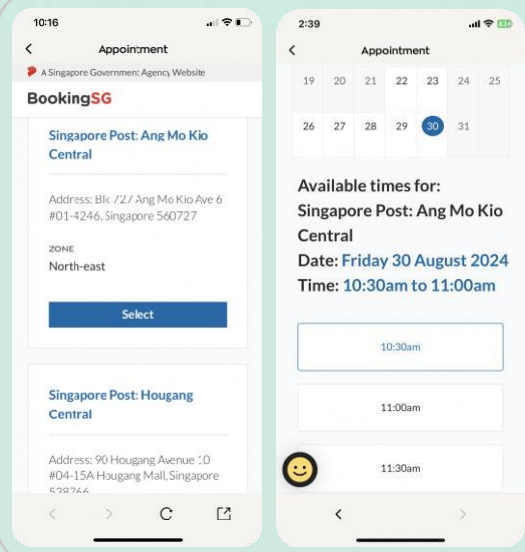 10:16
Appointment
A Singapore Government Agency Website
BookingSG
Singapore Post: Ang Mo Kio
Central
Address: Blk 727 Ang Mo Kio Ave 6
#01-4246, Singapore 560727
ZONE
North-east
Select
Singapore Post: Hougang
Central
Address: 90 Hougang Avenue 10
#04-15A Hougang Mall, Singapore
538766
2:39
Appointment
19 20 21 22 23 24 25
26 27 28 29 30 31
Available times for:
Singapore Post: Ang Mo Kio
Central
Date: Friday 30 August 2024
Time: 10:30am to 11:00am
10:30am
11:00am
11:30am